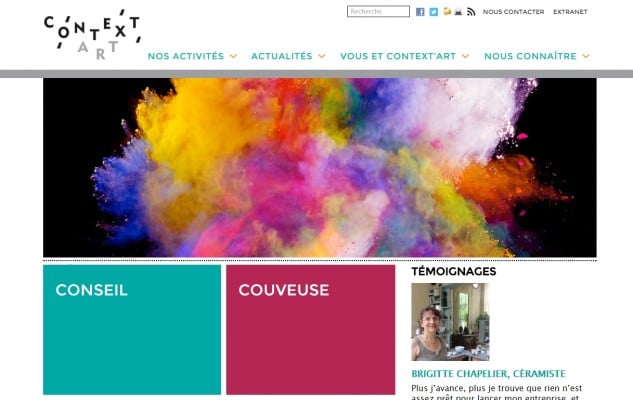 CONTEXT
ART
Recherche
NOUS CONTACTER
EXTRANET
NOS ACTIVITÉS
ACTUALITÉS
VOUS ET CONTEXT'ART
NOUS CONNAÎTRE
CONSEIL
COUVEUSE
TÉMOIGNAGES
BRIGITTE CHAPELIER, CÉRAMISTE
Plus j'avance, plus je trouve que rien n'est
assez prêt pour lancer mon entreprise, et